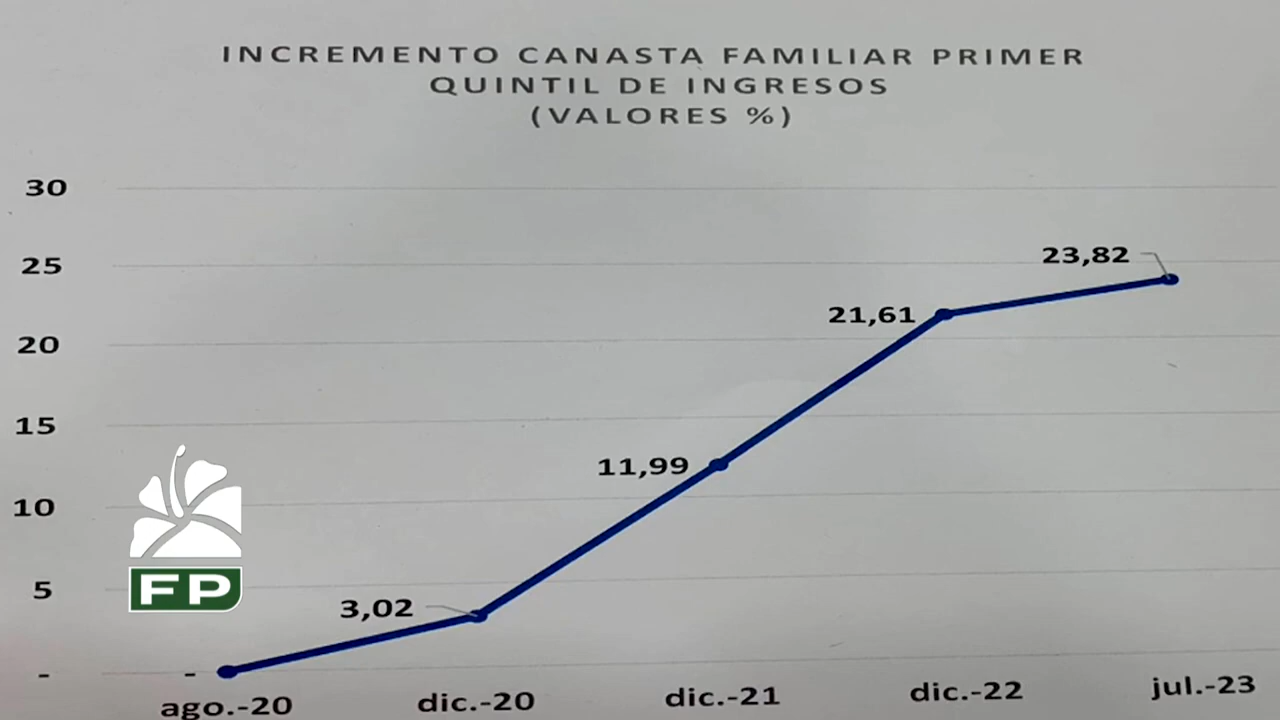 INCREMENTO CANASTA FAMILIAR PRIMER
QUINTIL DE INGRESOS
(VALORES %)
30
25
20
15
10
5
-
23,82
21,61
11,99
3,02
-
FP
ago.-20 dic.-20 dic.-21 dic.-22 jul.-23